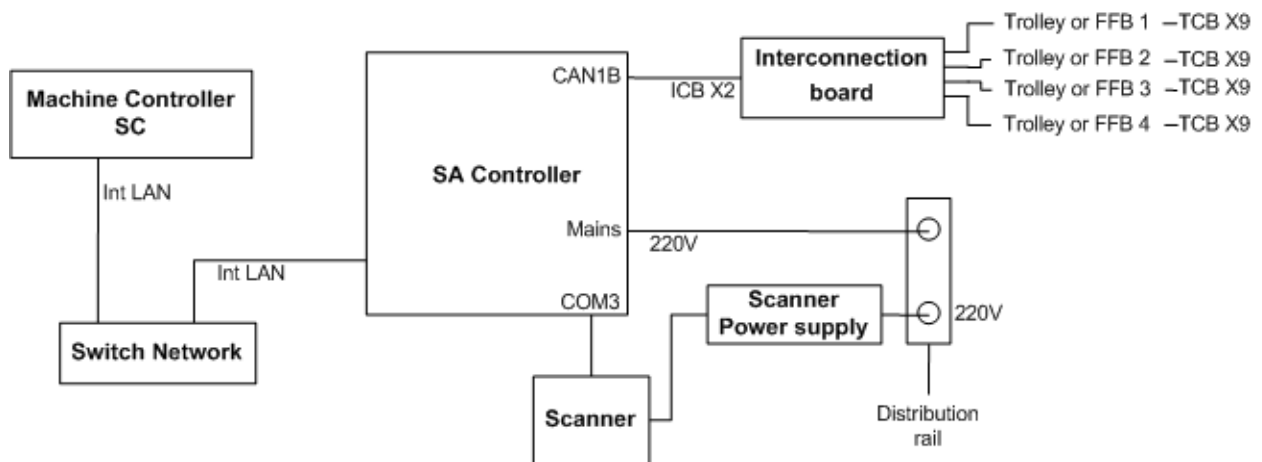 Trolley or FFB 1 –TCB X9
Trolley or FFB 2 –TCB X9
Trolley or FFB 3 –TCB X9
Trolley or FFB 4 –TCB X9
Interconnection
board
CAN1B
ICB X2
Machine Controller
SC
SA Controller
Int LAN
Mains
220V
Int LAN
COM3
Scanner
Power supply
220V
Switch Network
Scanner
Distribution
rail